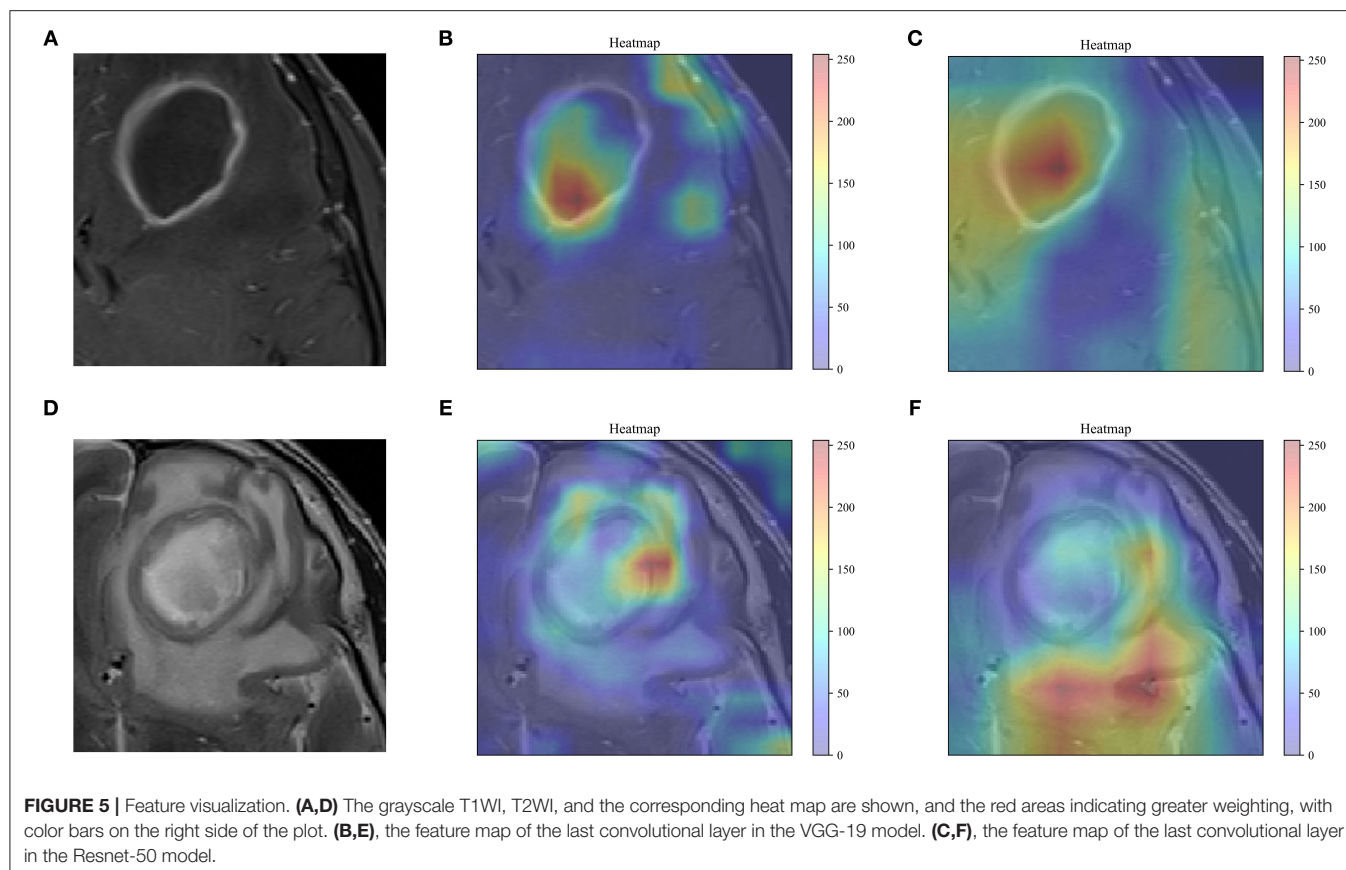 A
B
Heatmap
250
200
150
100
50
0
C
Heatmap
250
200
150
100
50
0
D
E
Heatmap
250
200
150
100
50
0
F
Heatmap
250
200
150
100
50
0
FIGURE 5 | Feature visualization. (A,D) The grayscale T1WI, T2WI, and the corresponding heat map are shown, and the red areas indicating greater weighting, with
color bars on the right side of the plot. (B,E), the feature map of the last convolutional layer in the VGG-19 model. (C,F), the feature map of the last convolutional layer
in the Resnet-50 model.